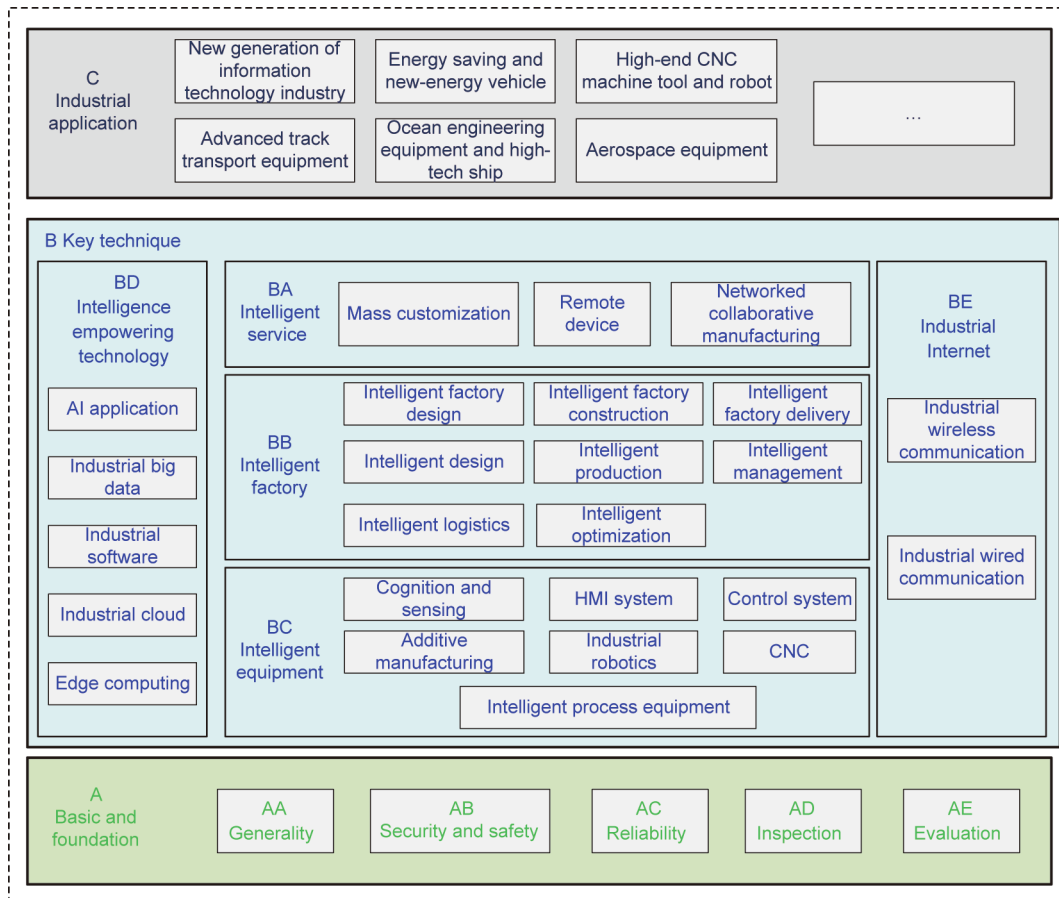 C
Industrial
application
New generation of
information
technology industry
Energy saving and
new-energy vehicle
High-end CNC
machine tool and robot
Advanced track
transport equipment
Ocean engineering
equipment and high-
tech ship
Aerospace equipment
...
B Key technique
BD
Intelligence
empowering
technology
AI application
Industrial big
data
Industrial
software
Industrial cloud
Edge computing
BA
Intelligent
service
Mass customization
Remote
device
Networked
collaborative
manufacturing
BB
Intelligent
factory
Intelligent factory
design
Intelligent factory
construction
Intelligent
factory delivery
Intelligent design
Intelligent
production
Intelligent
management
Intelligent logistics
Intelligent
optimization
BC
Intelligent
equipment
Cognition and
sensing
HMI system
Control system
Additive
manufacturing
Industrial
robotics
CNC
Intelligent process equipment
BE
Industrial
Internet
Industrial
wireless
communication
Industrial wired
communication
A
Basic and
foundation
AA
Generality
AB
Security and safety
AC
Reliability
AD
Inspection
AE
Evaluation